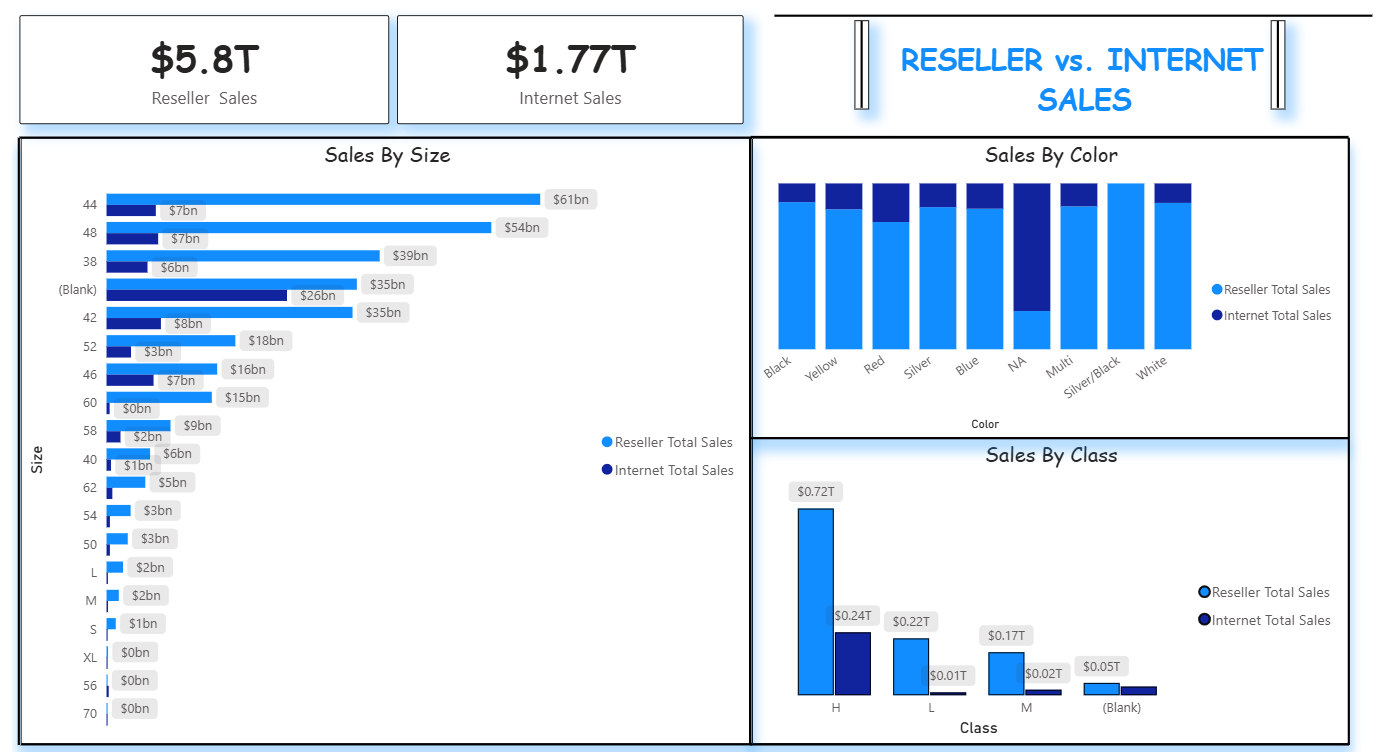 $5.8T
Reseller Sales
$1.77T
Internet Sales
RESELLER vs. INTERNET
SALES
Sales By Size
Size
44
$61bn
$7bn
48
$54bn
$7bn
38
$39bn
$6bn
(Blank)
$35bn
$26bn
42
$35bn
$8bn
52
$18bn
$3bn
46
$16bn
$7bn
60
$15bn
$0bn
58
$9bn
$2bn
40
$6bn
$1bn
62
$5bn
54
$3bn
50
$3bn
L
$2bn
M
$2bn
S
$1bn
XL
$0bn
56
$0bn
70
$0bn
Reseller Total Sales
Internet Total Sales
Sales By Color
Black
Yellow
Red
Silver
Blue
NA
Multi
Silver/Black
White
Color
Reseller Total Sales
Internet Total Sales
Sales By Class
$0.72T
$0.24T
$0.22T
$0.01T
$0.17T
$0.02T
$0.05T
H
L
M
(Blank)
Class
Reseller Total Sales
Internet Total Sales